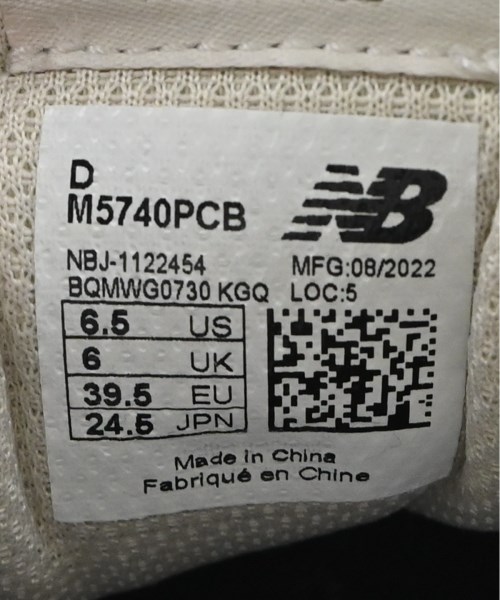 D
M5740PCB
NB
NBJ-1122454 MFG:08/2022
BQMWG0730 KGQ LOC:5
6.5 US
6 UK
39.5 EU
24.5 JPN
Made in China
Fabriqué en Chine